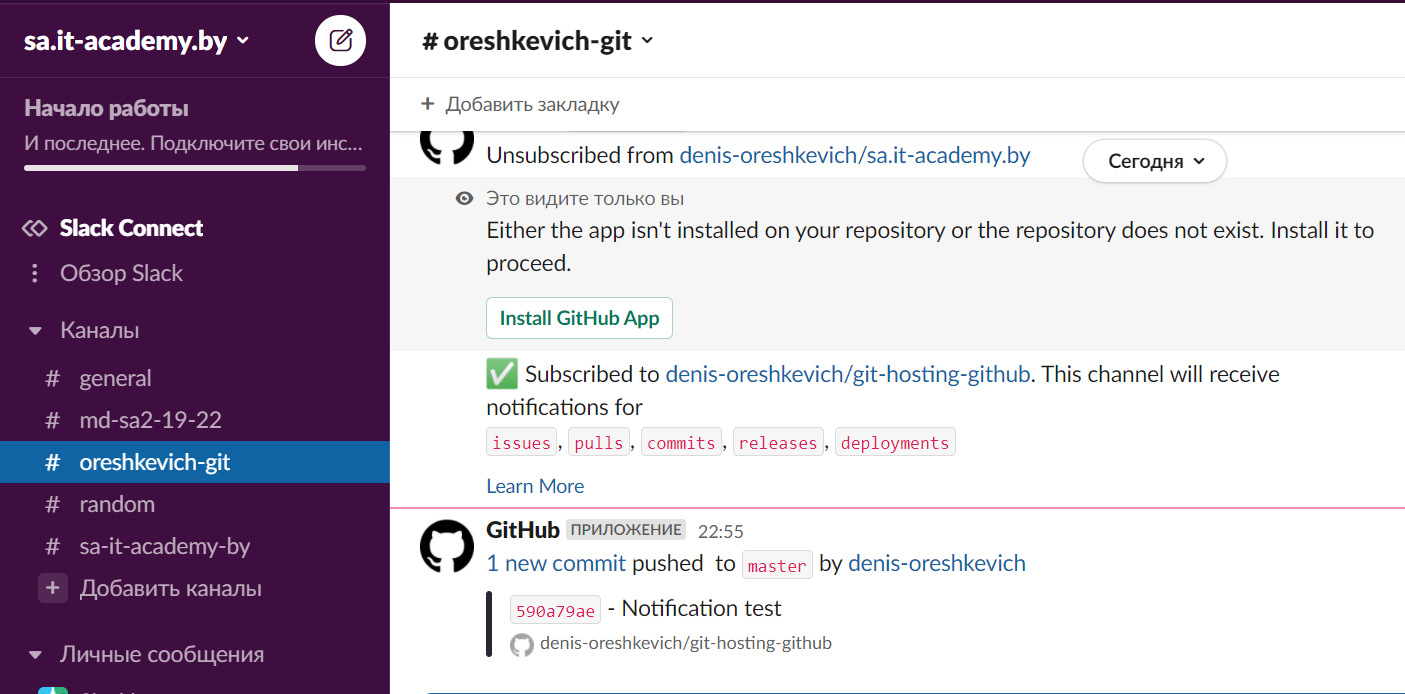 sa.it-academy.by
Начало работы
И последнее. Подключите свои инс...
Slack Connect
Обзор Slack
Каналы
# general
# md-sa2-19-22
# oreshkevich-git
# random
# sa-it-academy-by
+ Добавить каналы
Личные сообщения
# oreshkevich-git
+ Добавить закладку
Unsubscribed from denis-oreshkevich/sa.it-academy.by
Сегодня
Это видите только вы
Either the app isn't installed on your repository or the repository does not exist. Install it to
proceed.
Install GitHub App
✅ Subscribed to denis-oreshkevich/git-hosting-github. This channel will receive
notifications for
issues, pulls, commits, releases, deployments
Learn More
GitHub ПРИЛОЖЕНИЕ 22:55
1 new commit pushed to master by denis-oreshkevich
590a79ae - Notification test
denis-oreshkevich/git-hosting-github